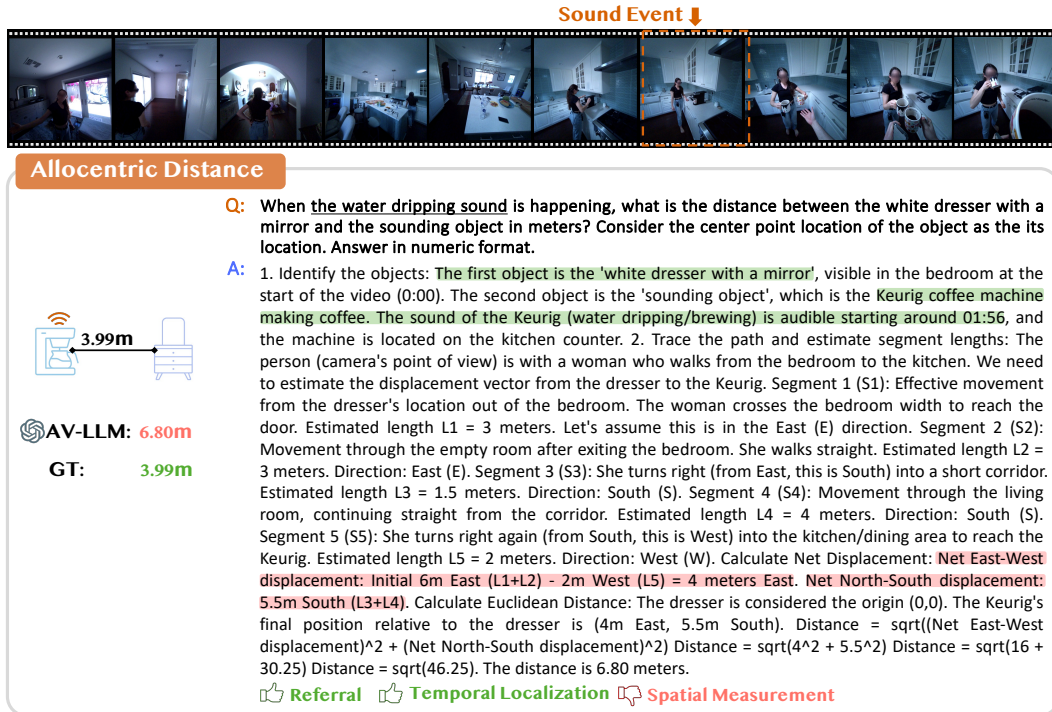 Sound Event
Allocentric Distance
Q: When the water dripping sound is happening, what is the distance between the white dresser with a
mirror and the sounding object in meters? Consider the center point location of the object as the its
location. Answer in numeric format.
A: 1. Identify the objects: The first object is the 'white dresser with a mirror', visible in the bedroom at the
start of the video (0:00). The second object is the 'sounding object', which is the Keurig coffee machine
making coffee. The sound of the Keurig (water dripping/brewing) is audible starting around 01:56, and
the machine is located on the kitchen counter. 2. Trace the path and estimate segment lengths: The
person (camera's point of view) is with a woman who walks from the bedroom to the kitchen. We need
to estimate the displacement vector from the dresser to the Keurig. Segment 1 (S1): Effective movement
from the dresser's location out of the bedroom. The woman crosses the bedroom width to reach the
door. Estimated length L1 = 3 meters. Let's assume this is in the East (E) direction. Segment 2 (S2):
Movement through the empty room after exiting the bedroom. She walks straight. Estimated length L2 =
3 meters. Direction: East (E). Segment 3 (S3): She turns right (from East, this is South) into a short corridor.
Estimated length L3 = 1.5 meters. Direction: South (S). Segment 4 (S4): Movement through the living
room, continuing straight from the corridor. Estimated length L4 = 4 meters. Direction: South (S).
Segment 5 (S5): She turns right again (from South, this is West) into the kitchen/dining area to reach the
Keurig. Estimated length L5 = 2 meters. Direction: West (W). Calculate Net Displacement: Net East-West
displacement: Initial 6m East (L1+L2) - 2m West (L5) = 4 meters East. Net North-South displacement:
5.5m South (L3+L4). Calculate Euclidean Distance: The dresser is considered the origin (0,0). The Keurig's
final position relative to the dresser is (4m East, 5.5m South). Distance = sqrt((Net East-West
displacement)^2 + (Net North-South displacement)^2) Distance = sqrt(4^2 + 5.5^2) Distance = sqrt(16 +
30.25) Distance = sqrt(46.25). The distance is 6.80 meters.
3.99m
AV-LLM: 6.80m
GT: 3.99m
Referral Temporal Localization Spatial Measurement